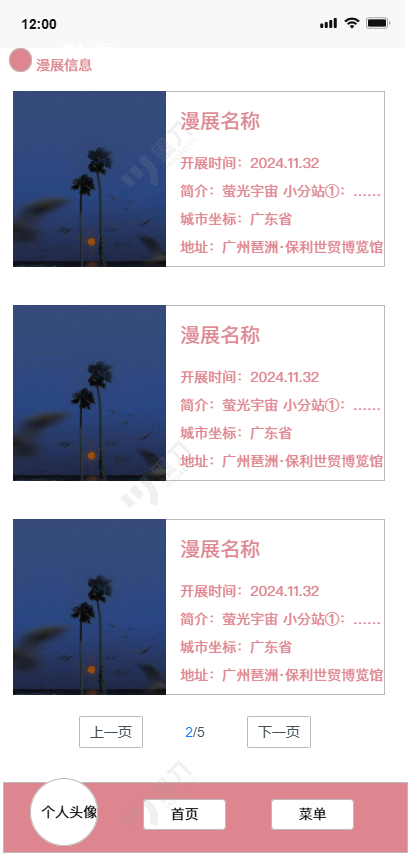 12:00
漫展信息
漫展名称
开展时间：2024.11.32
简介：萤光宇宙 小分站①：……
城市坐标：广东省
地址：广州琶洲·保利世贸博览馆
漫展名称
开展时间：2024.11.32
简介：萤光宇宙 小分站①：……
城市坐标：广东省
地址：广州琶洲·保利世贸博览馆
漫展名称
开展时间：2024.11.32
简介：萤光宇宙 小分站①：……
城市坐标：广东省
地址：广州琶洲·保利世贸博览馆
上一页 2/5 下一页
个人头像 首页 菜单